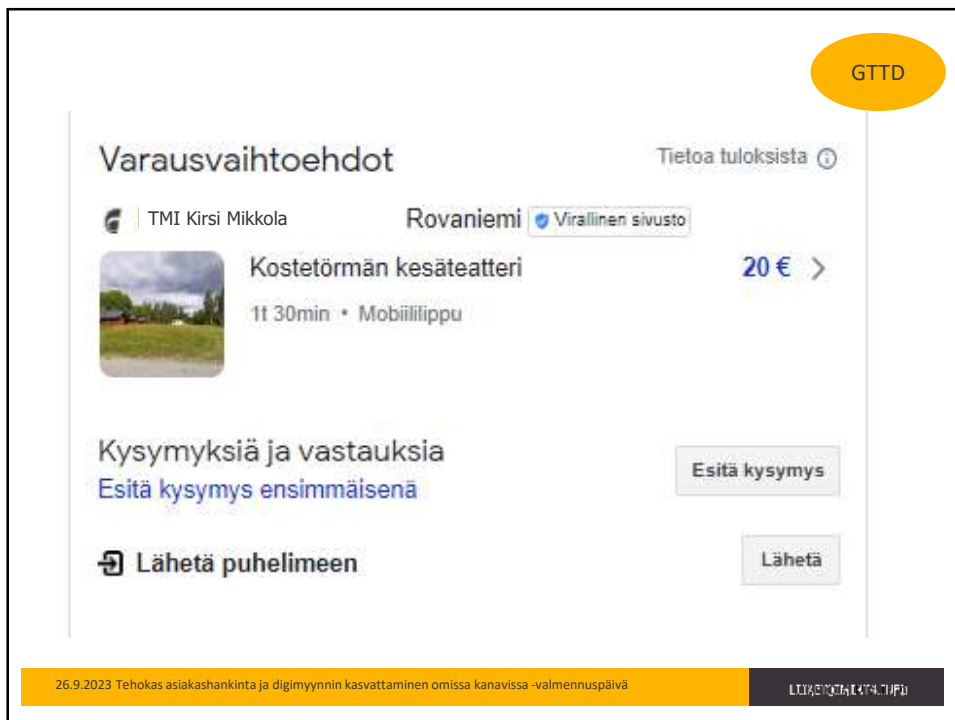 GTTD
Varausvaihtoehdot
Tietoa tuloksista
TMI Kirsi Mikkola
Rovaniemi Virallinen sivusto
Kostetörmän kesäteatteri
20 €
1t 30min • Mobiililippu
Kysymyksiä ja vastauksia
Esitä kysymys ensimmäisenä
Esitä kysymys
Lähetä puhelimeen
Lähetä
26.9.2023 Tehokas asiakashankinta ja digimyynnin kasvattaminen omissa kanavissa -valmennuspäivä